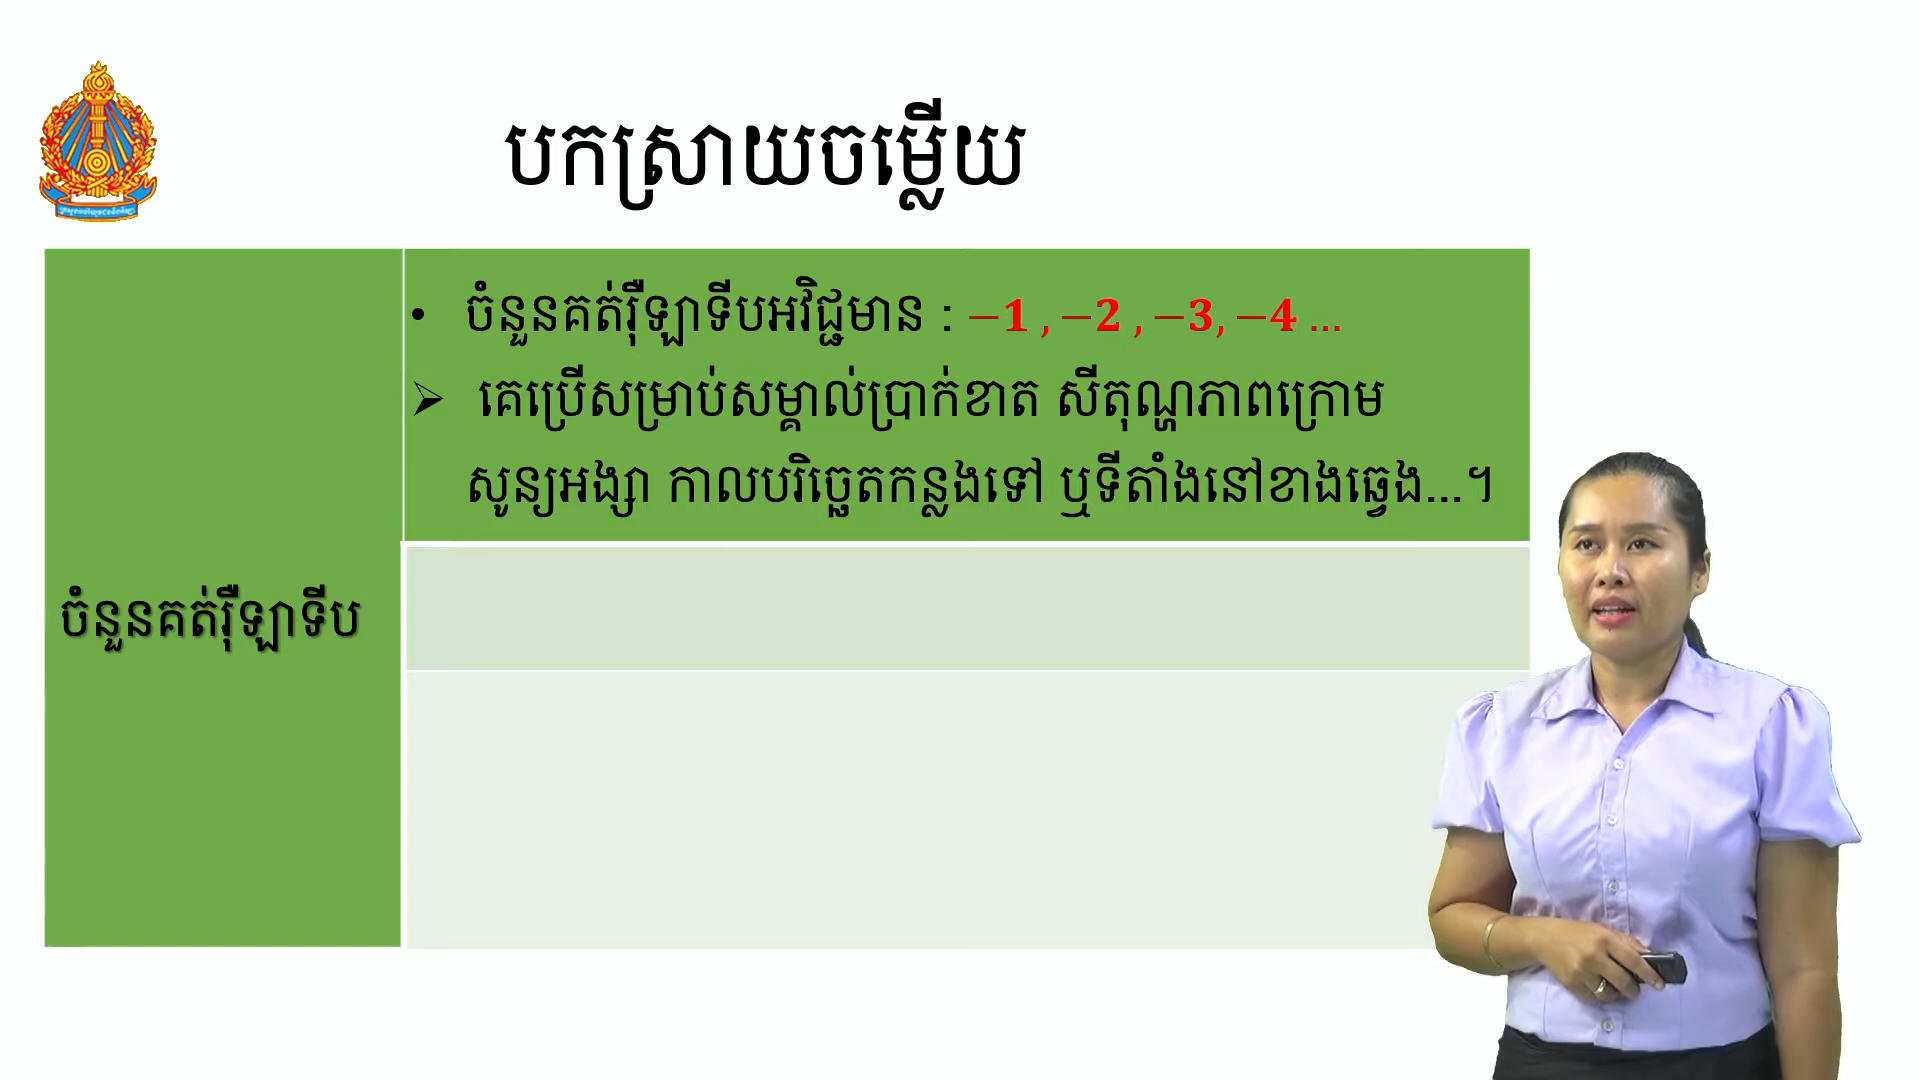 បកស្រាយចម្លើយ
• ចំនួនគត់រ៉ឺឡាទីបអវិជ្ជមាន : −1 , −2 , −3, −4 ...
➢ គេប្រើសម្រាប់សម្គាល់ប្រាក់ខាត សីតុណ្ហភាពក្រោម
សូន្យអង្សា កាលបរិច្ឆេតកន្លងទៅ ឬទីតាំងនៅខាងឆ្វេង...។
ចំនួនគត់រ៉ឺឡាទីប